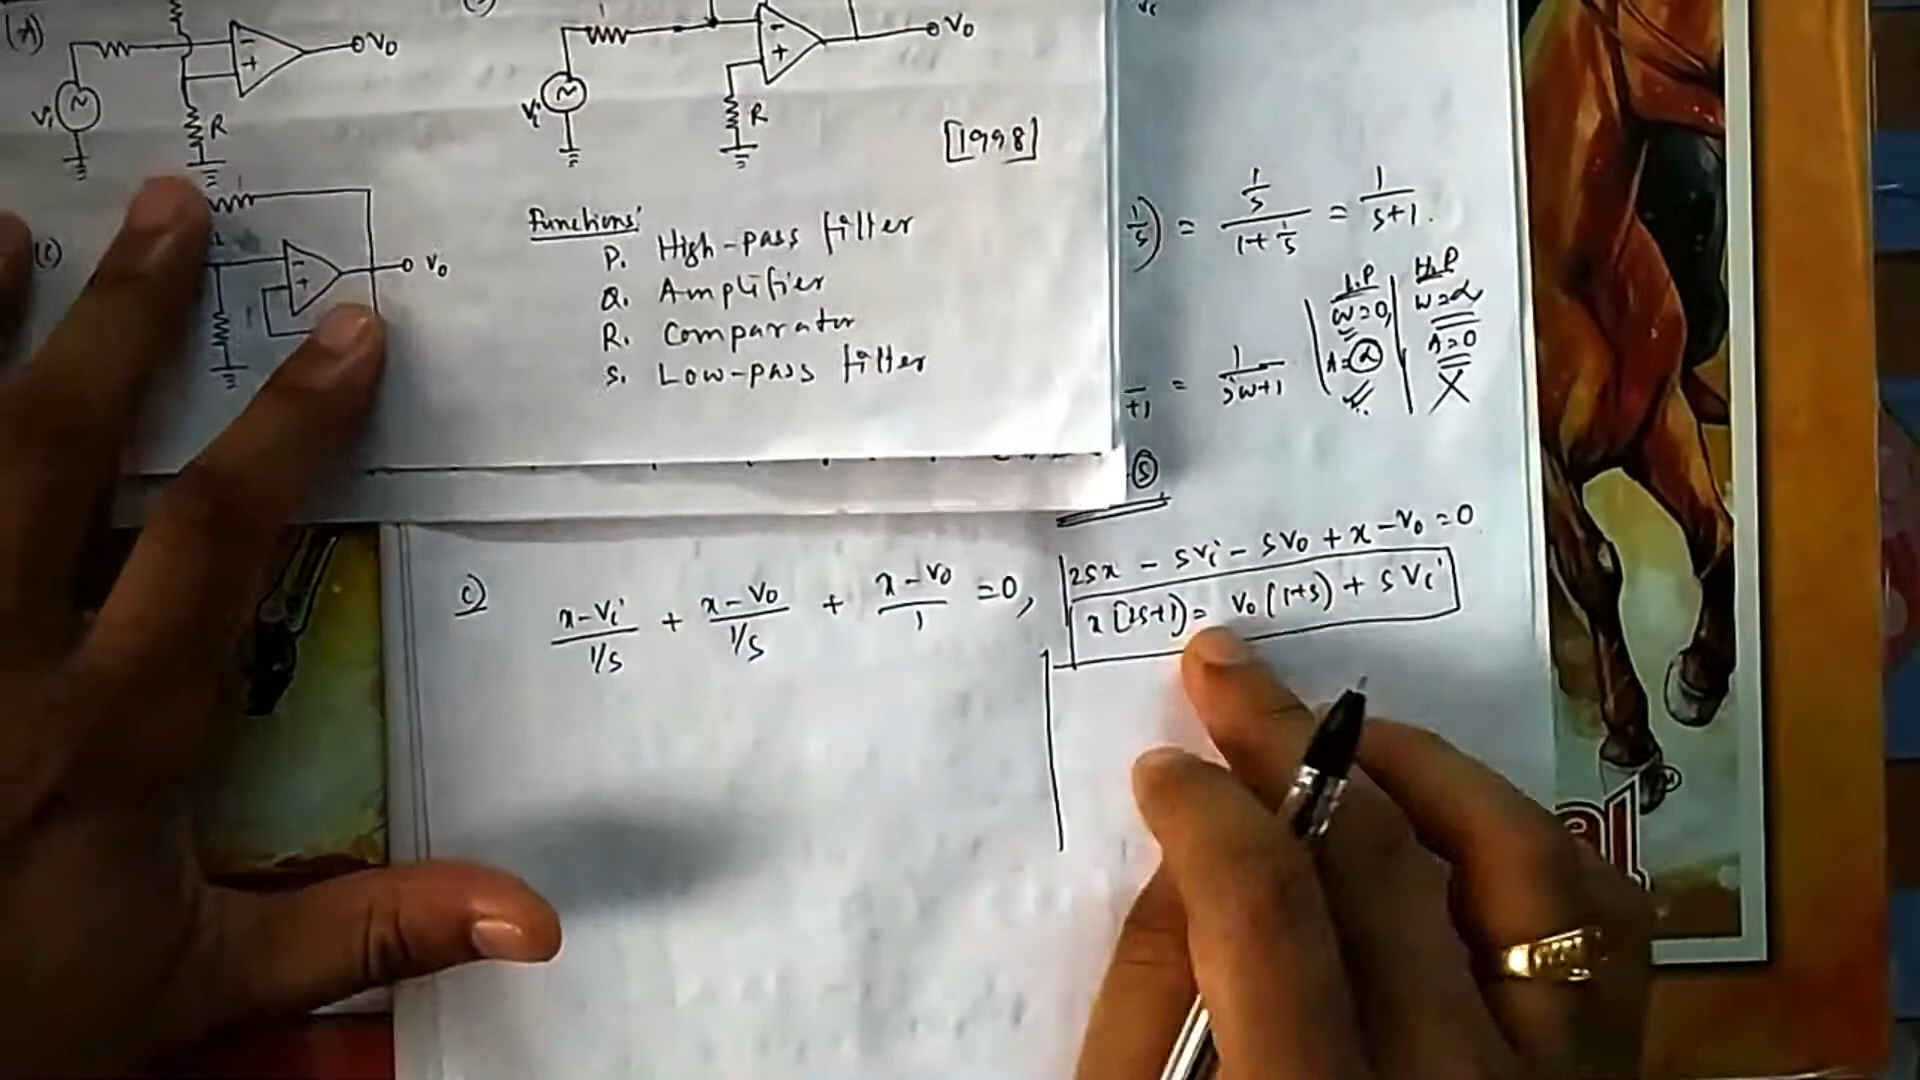 (A)
Vi
R
Vo
Vi
R
Vo
[1998]
(C)
Vo
Functions:
P. High-pass filter
Q. Amplifier
R. Comparator
S. Low-pass filter
1/s) = (1/s)/(1+1/s) = 1/(s+1).
+1 = 1/(jω+1)
L.P
ω=0,
H.P
ω=α
A=0
X
(S)
c) (x-Vi)/(1/s) + (x-Vo)/(1/s) + (x-Vo)/1 = 0,
2sx - sVi - sVo + x - Vo = 0
x[2s+1] = Vo(1+s) + sVi